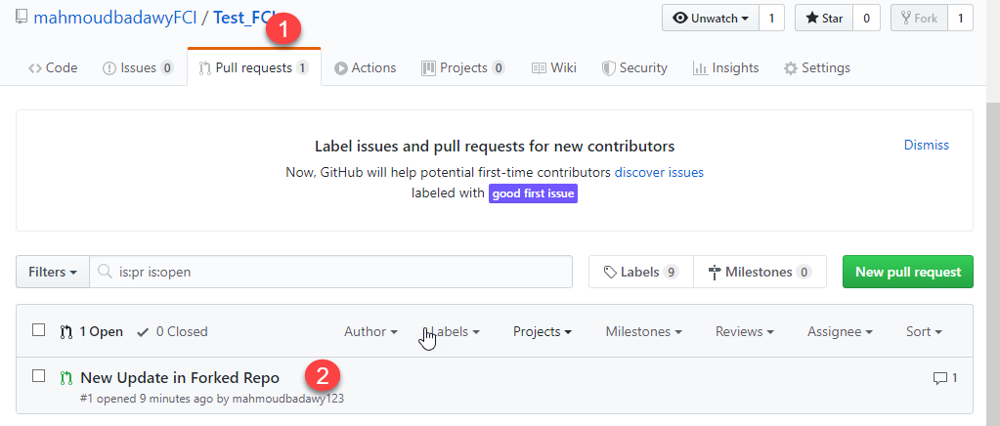 mahmoudbadawyFCI / Test_FCI
1
Unwatch 1 Star 0 Fork 1
Code Issues 0 Pull requests 1 Actions Projects 0 Wiki Security Insights Settings
Label issues and pull requests for new contributors
Dismiss
Now, GitHub will help potential first-time contributors discover issues
labeled with good first issue
Filters is:pr is:open Labels 9 Milestones 0 New pull request
1 Open 0 Closed Author Labels Projects Milestones Reviews Assignee Sort
New Update in Forked Repo 2 1
#1 opened 9 minutes ago by mahmoudbadawy123